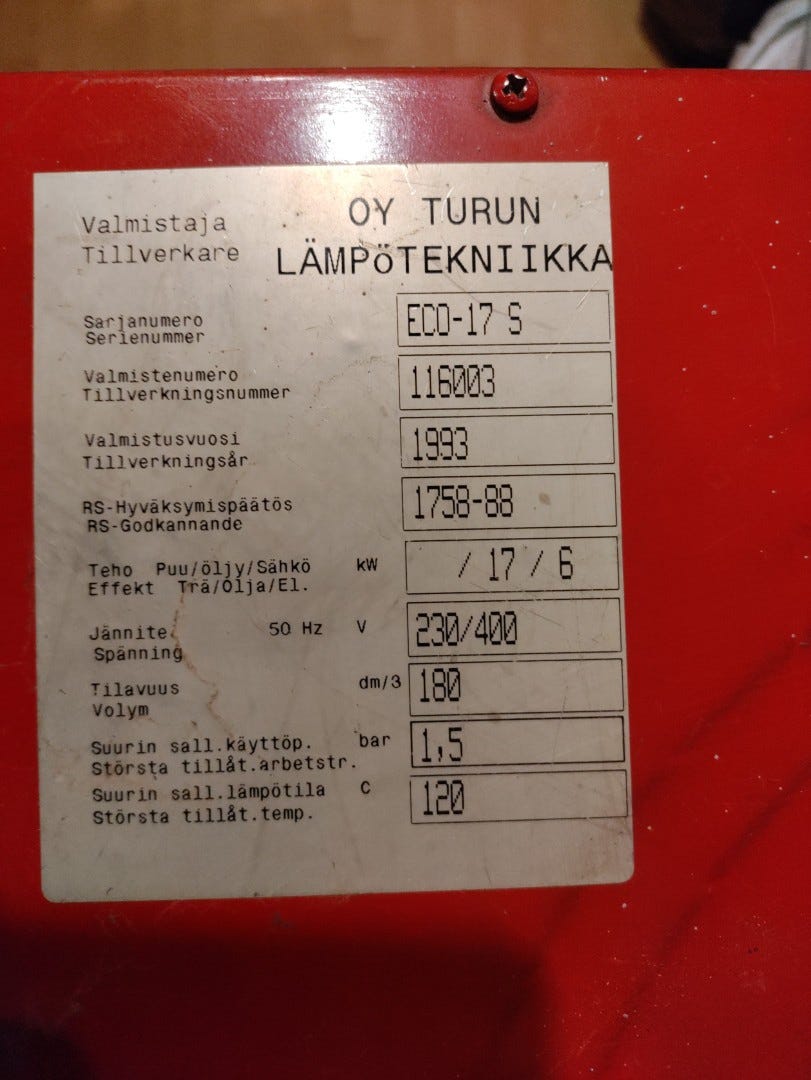 Valmistaja OY TURUN
Tillverkare LÄMPÖTEKNIIKKA
Sarjanumero
Serienummer ECO-17 S
Valmistenumero
Tillverkningsnummer 116003
Valmistusvuosi
Tillverkningsår 1993
RS-Hyväksymispäätös
RS-Godkannande 1758-88
Teho Puu/öljy/Sähkö kW / 17 / 6
Effekt Trä/Olja/El.
Jännite 50 Hz V 230/400
Spänning
Tilavuus dm/3 180
Volym
Suurin sall.käyttöp. bar 1,5
Största tillåt.arbetstr.
Suurin sall.lämpötila C 120
Största tillåt.temp.